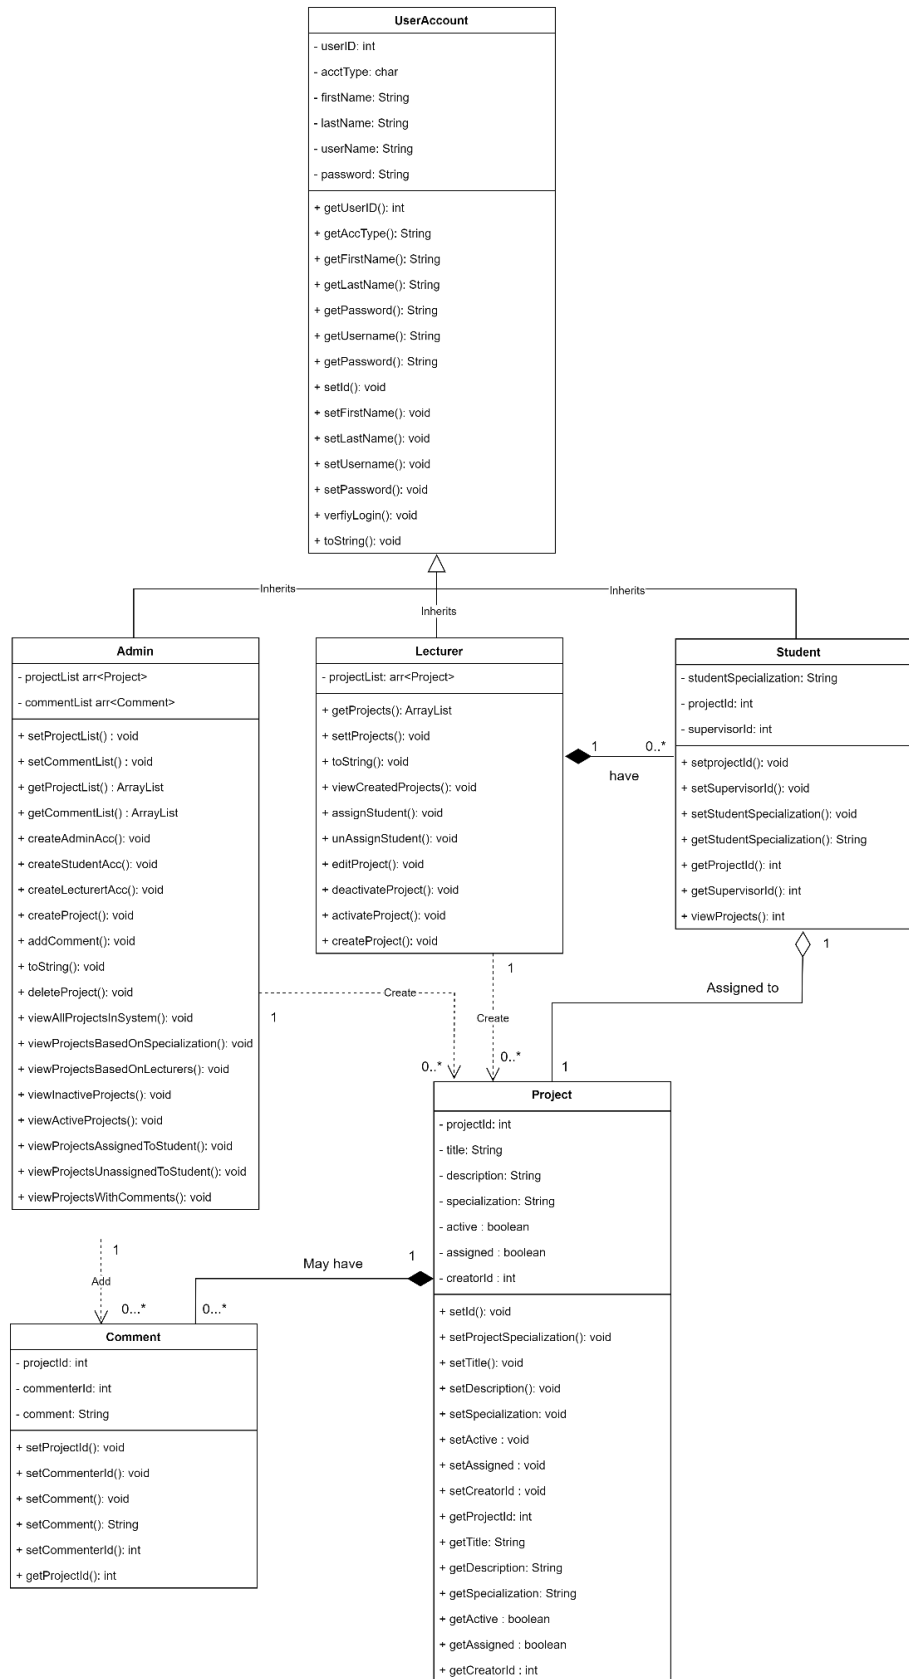 UserAccount
- userID: int
- acctType: char
- firstName: String
- lastName: String
- userName: String
- password: String
+ getUserID(): int
+ getAccType(): String
+ getFirstName(): String
+ getLastName(): String
+ getPassword(): String
+ getUsername(): String
+ getPassword(): String
+ setId(): void
+ setFirstName(): void
+ setLastName(): void
+ setUsername(): void
+ setPassword(): void
+ verfiyLogin(): void
+ toString(): void
Inherits
Inherits
Inherits
Admin
- projectList arr<Project>
- commentList arr<Comment>
+ setProjectList() : void
+ setCommentList() : void
+ getProjectList() : ArrayList
+ getCommentList() : ArrayList
+ createAdminAcc(): void
+ createStudentAcc(): void
+ createLecturertAcc(): void
+ createProject(): void
+ addComment(): void
+ toString(): void
+ deleteProject(): void
+ viewAllProjectsInSystem(): void
+ viewProjectsBasedOnSpecialization(): void
+ viewProjectsBasedOnLecturers(): void
+ viewInactiveProjects(): void
+ viewActiveProjects(): void
+ viewProjectsAssignedToStudent(): void
+ viewProjectsUnassignedToStudent(): void
+ viewProjectsWithComments(): void
Lecturer
- projectList: arr<Project>
+ getProjects(): ArrayList
+ settProjects(): void
+ toString(): void
+ viewCreatedProjects(): void
+ assignStudent(): void
+ unAssignStudent(): void
+ editProject(): void
+ deactivateProject(): void
+ activateProject(): void
+ createProject(): void
1
0..*
have
Student
- studentSpecialization: String
- projectId: int
- supervisorId: int
+ setprojectId(): void
+ setSupervisorId(): void
+ setStudentSpecialization(): void
+ getStudentSpecialization(): String
+ getProjectId(): int
+ getSupervisorId(): int
+ viewProjects(): int
1
Assigned to
1
Create
1
0..*
1
Create
0..*
Project
- projectId: int
- title: String
- description: String
- specialization: String
- active : boolean
- assigned : boolean
- creatorId : int
+ setId(): void
+ setProjectSpecialization(): void
+ setTitle(): void
+ setDescription(): void
+ setSpecialization: void
+ setActive : void
+ setAssigned : void
+ setCreatorId : void
+ getProjectId: int
+ getTitle: String
+ getDescription: String
+ getSpecialization: String
+ getActive : boolean
+ getAssigned : boolean
+ getCreatorId : int
1
Add
0...*
May have
1
0...*
Comment
- projectId: int
- commenterId: int
- comment: String
+ setProjectId(): void
+ setCommenterId(): void
+ setComment(): void
+ setComment(): String
+ setCommenterId(): int
+ getProjectId(): int